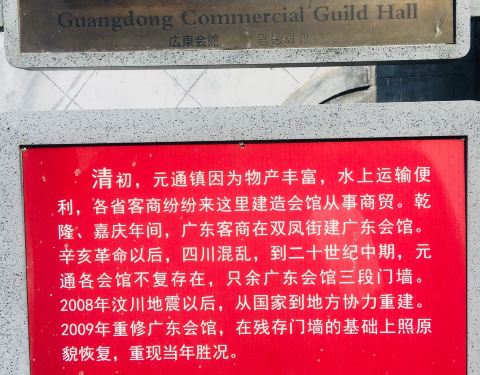 Guangdong Commercial Guild Hall
広東会館 광동회관
清初，元通镇因为物产丰富，水上运输便
利，各省客商纷纷来这里建造会馆从事商贸。乾
隆、嘉庆年间，广东客商在双凤街建广东会馆。
辛亥革命以后，四川混乱，到二十世纪中期，元
通各会馆不复存在，只余广东会馆三段门墙。
2008年汶川地震以后，从国家到地方协力重建。
2009年重修广东会馆，在残存门墙的基础上照原
貌恢复，重现当年胜况。